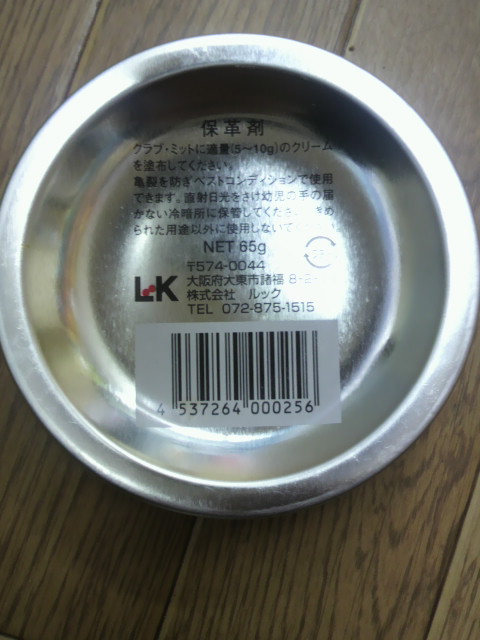 保革剤
グラブ・ミットに適量(5〜10g)のクリーム
を塗布してください。
亀裂を防ぎベストコンディションで使用
できます。直射日光をさけ幼児の手の届
かない冷暗所に保管してください。
られた用途以外に使用しないで
NET 65g
〒574-0044
大阪府大東市諸福 8-2-
LK 株式会社 ルック
TEL 072-875-1515
4 537264 000256